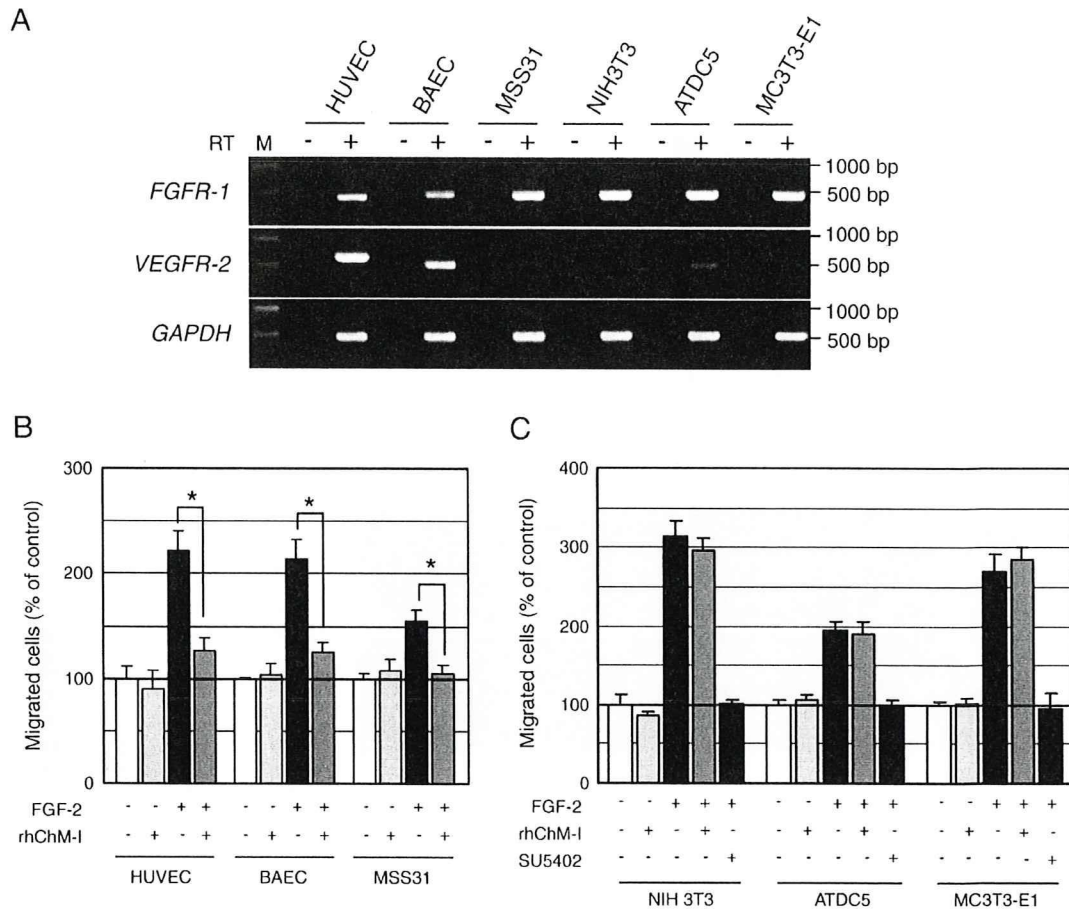 A
HUVEC BAEC MSS31 NIH3T3 ATDC5 MC3T3-E1
RT M - + - + - + - + - + - +
FGFR-1 1000 bp
500 bp
VEGFR-2 1000 bp
500 bp
GAPDH 1000 bp
500 bp
B
Migrated cells (% of control)
300
200
100
0
* * *
FGF-2 - - + + - - + + - - + +
rhChM-I - + - + - + - + - + - +
HUVEC BAEC MSS31
C
Migrated cells (% of control)
400
300
200
100
0
FGF-2 - - + + + - - + + + - - + + +
rhChM-I - + - + - - + - + - - + - + -
SU5402 - - - - + - - - - + - - - - +
NIH 3T3 ATDC5 MC3T3-E1